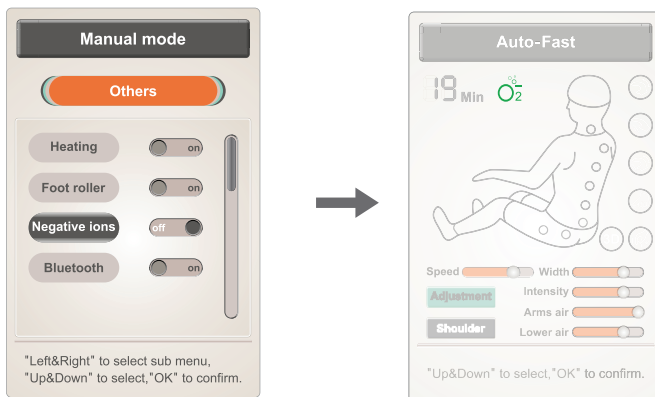 Manual mode
Others
Heating
on
Foot roller
on
Negative ions
off
Bluetooth
on
"Left&Right" to select sub menu,
"Up&Down" to select,"OK" to confirm.
Auto-Fast
19 Min O2
Speed
Width
Adjustment
Intensity
Arms air
Shoulder
Lower air
"Up&Down" to select,"OK" to confirm.